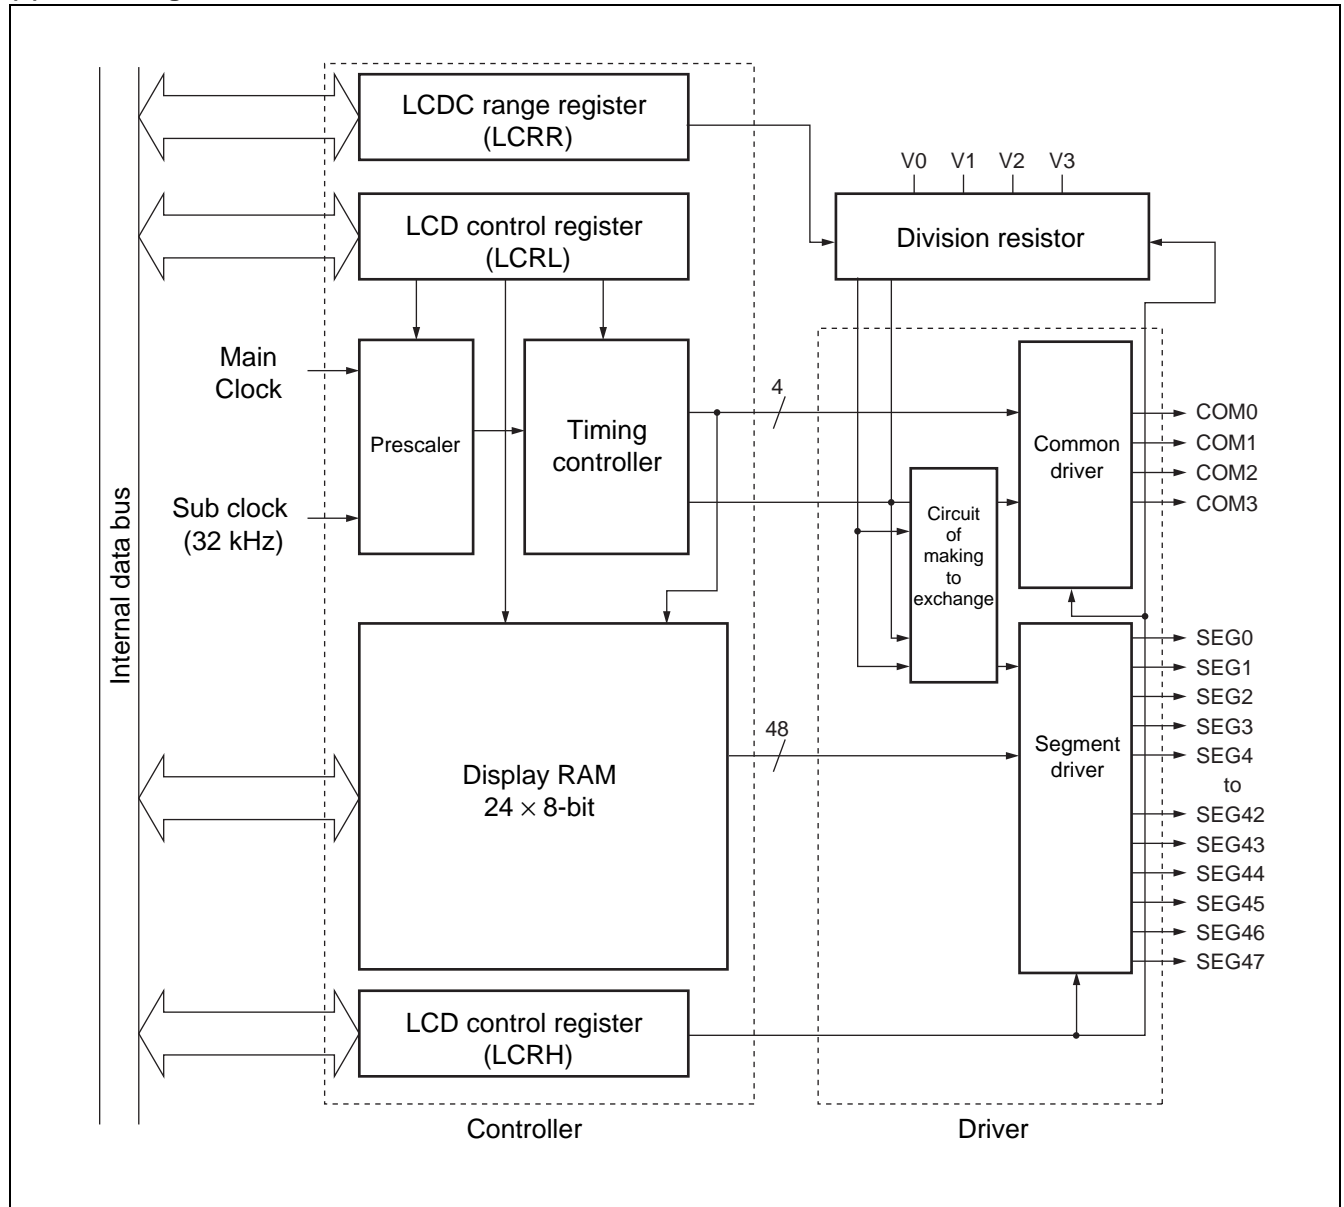 LCDC range register
(LCRR)
V0 V1 V2 V3
LCD control register
(LCRL)
Division resistor
Main
Clock
Prescaler
Timing
controller
4
Common
driver
COM0
COM1
COM2
COM3
Sub clock
(32 kHz)
Circuit
of
making
to
exchange
Internal data bus
Display RAM
24 × 8-bit
48
Segment
driver
SEG0
SEG1
SEG2
SEG3
SEG4
to
SEG42
SEG43
SEG44
SEG45
SEG46
SEG47
LCD control register
(LCRH)
Controller
Driver